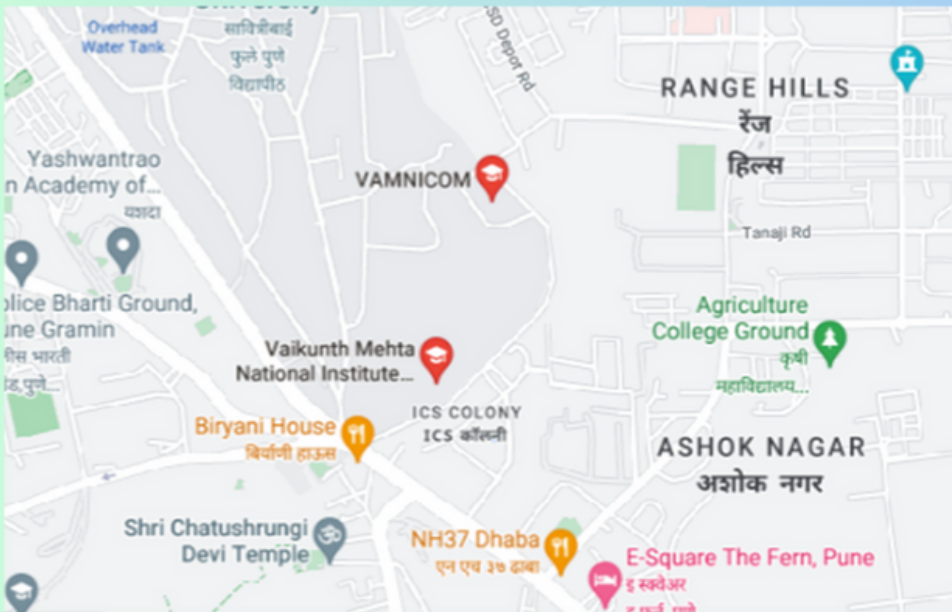 University
सावित्रीबाई
फुले पुणे
विद्यापीठ
Overhead
Water Tank
SD Depot Rd
RANGE HILLS
रेंज
हिल्स
Yashwantrao
n Academy of...
यशदा
VAMNICOM
Tanaji Rd
olice Bharti Ground,
une Gramin
पुणे...
Agriculture
College Ground
कृषी
महाविद्यालय...
Vaikunth Mehta
National Institute...
ICS COLONY
ICS कॉलनी
Biryani House
बिर्याणी हाऊस
ASHOK NAGAR
अशोक नगर
Shri Chatushrungi
Devi Temple
NH37 Dhaba
एन एच ३७ ढाबा
E-Square The Fern, Pune
इ स्क्वेअर